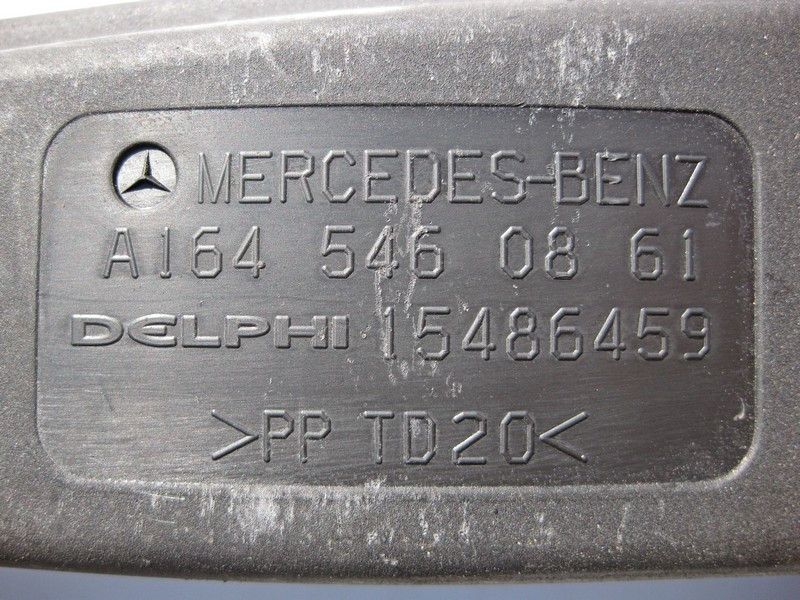 MERCEDES-BENZ
A164 546 08 61
DELPHI 15486459
>PP TD20<